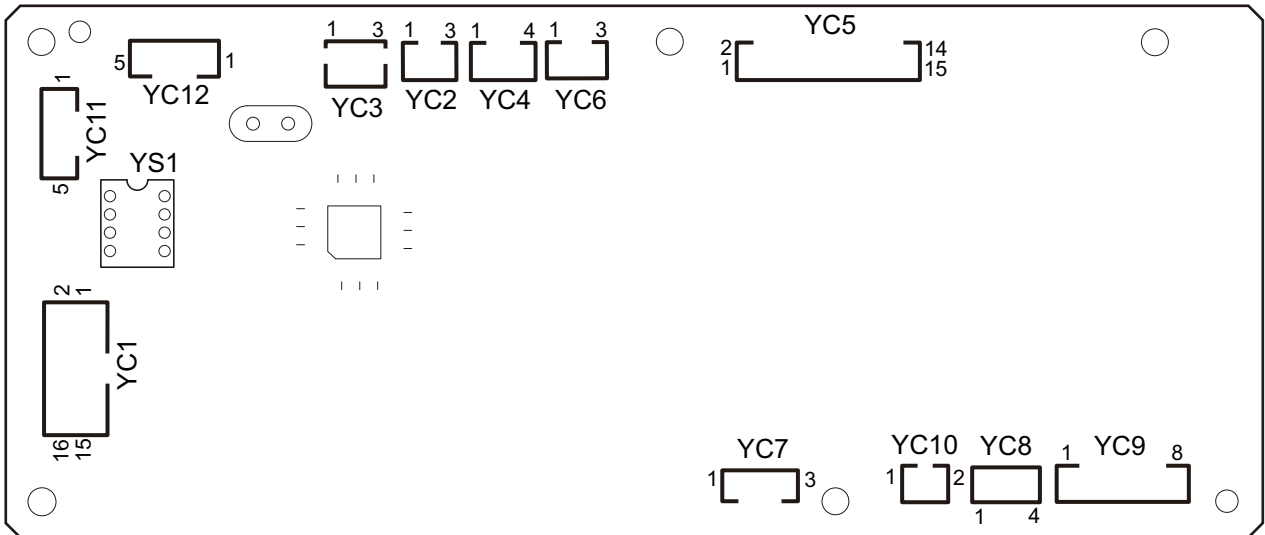 YC5
1 3 1 3 1 4 1 3
2 14
1 15
5 1
YC12
YC3 YC2 YC4 YC6
1
YC11
5
YS1
2 1
YC1
16 15
YC7
1 3
YC10
1 2
YC8
1 4
YC9
1 8